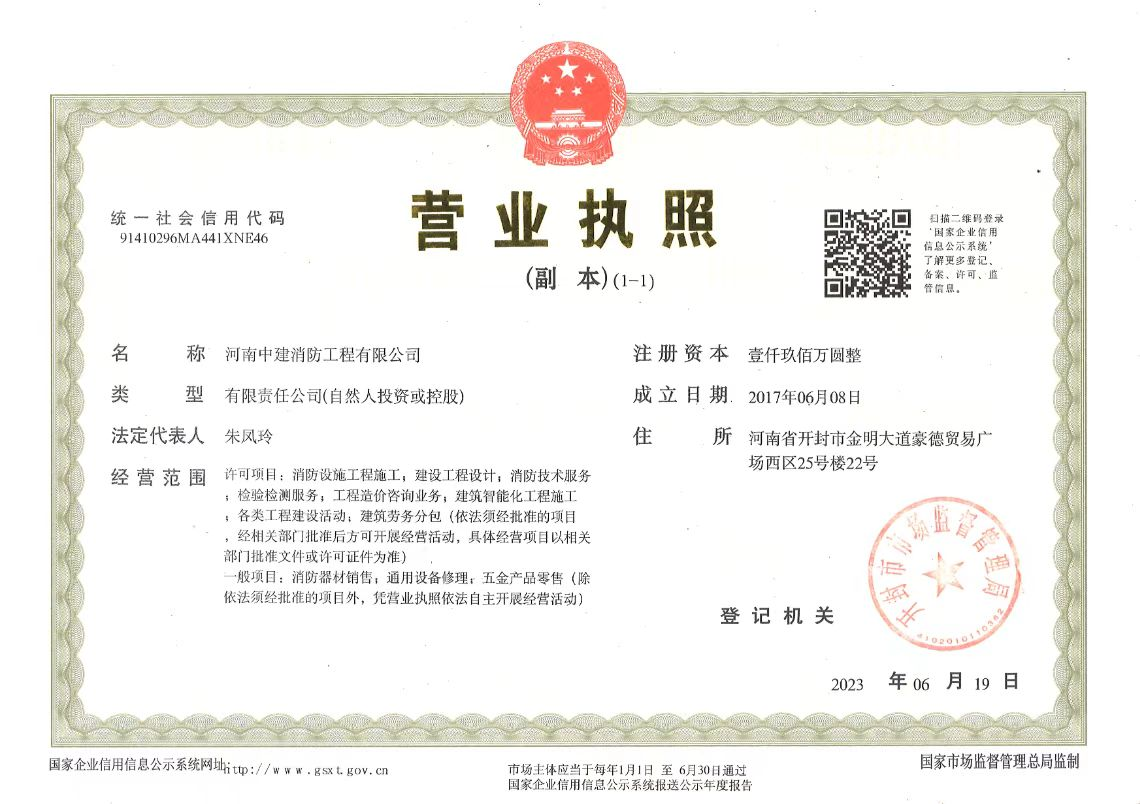 营业执照
(副 本)(1-1)
统一社会信用代码
91410296MA441XNE46
扫描二维码登录
‘国家企业信用
信息公示系统’
了解更多登记、
备案、许可、监
管信息。
名称 河南中建消防工程有限公司
类型 有限责任公司(自然人投资或控股)
法定代表人 朱凤玲
经营范围 许可项目；消防设施工程施工；建设工程设计；消防技术服务
；检验检测服务；工程造价咨询业务；建筑智能化工程施工
；各类工程建设活动；建筑劳务分包（依法须经批准的项目
，经相关部门批准后方可开展经营活动，具体经营项目以相关
部门批准文件或许可证件为准）
一般项目；消防器材销售；通用设备修理；五金产品零售（除
依法须经批准的项目外，凭营业执照依法自主开展经营活动）
注册资本 壹仟玖佰万圆整
成立日期 2017年06月08日
住所 河南省开封市金明大道豪德贸易广
场西区25号楼22号
登记机关
开封市市场监督管理局
4102010110382
2023 年 06 月 19 日
国家企业信用信息公示系统网址:http://www.gsxt.gov.cn
市场主体应当于每年1月1日 至 6月30日通过
国家企业信用信息公示系统报送公示年度报告
国家市场监督管理总局监制